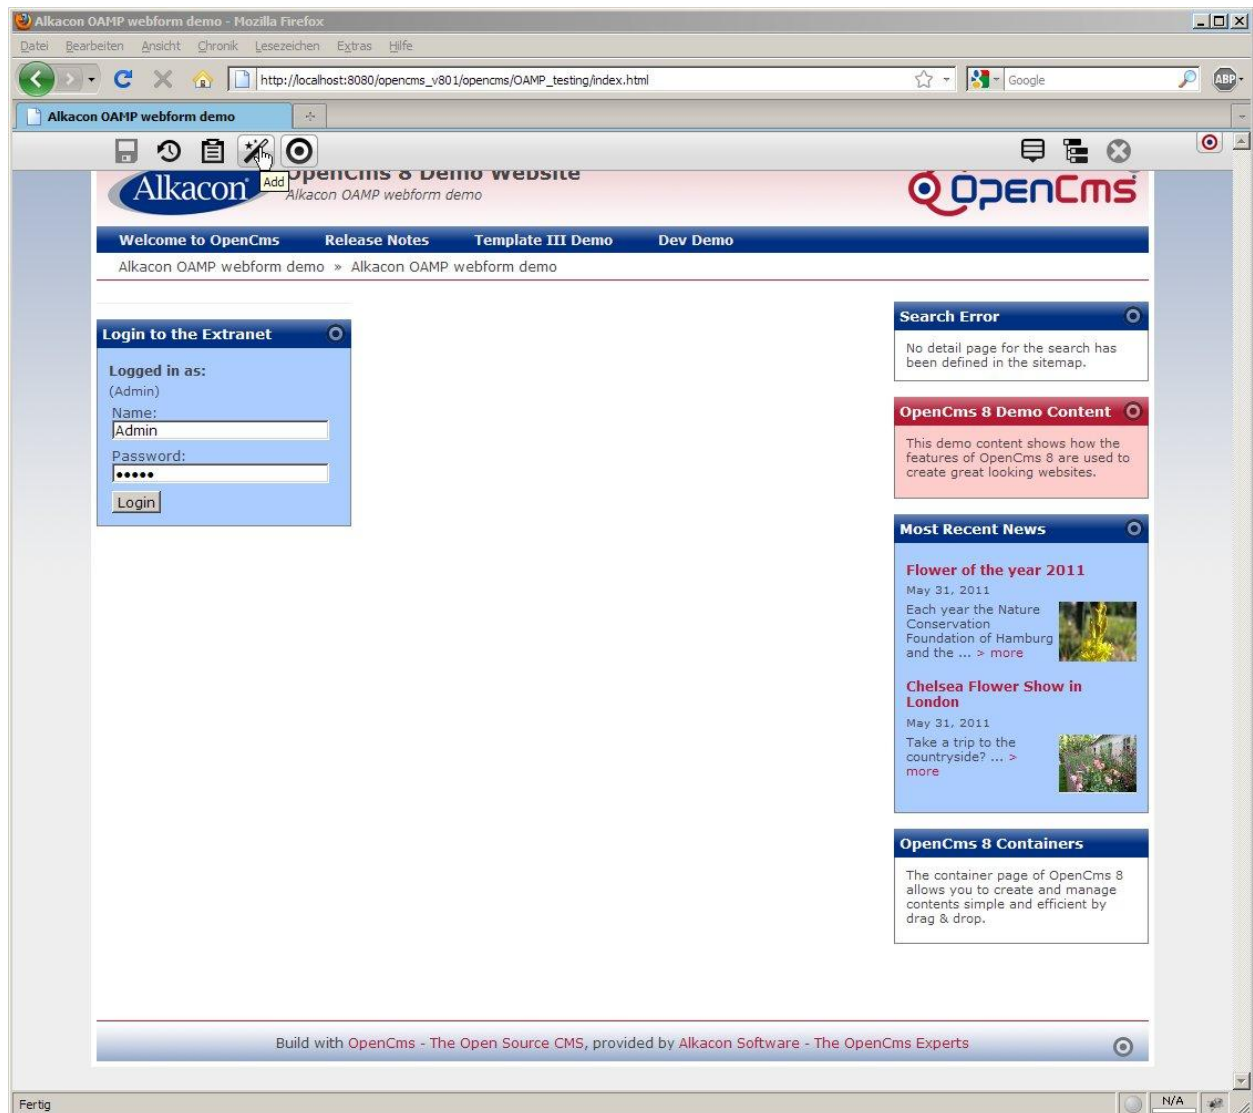 Alkacon OAMP webform demo - Mozilla Firefox
Datei Bearbeiten Ansicht Chronik Lesezeichen Extras Hilfe
http://localhost:8080/opencms_v801/opencms/OAMP_testing/index.html
Google
ABP
Alkacon OAMP webform demo
Add
Alkacon
OpenCms 8 Demo Website
Alkacon OAMP webform demo
OpenCms
Welcome to OpenCms Release Notes Template III Demo Dev Demo
Alkacon OAMP webform demo » Alkacon OAMP webform demo
Login to the Extranet
Logged in as:
(Admin)
Name:
Admin
Password:
•••••
Login
Search Error
No detail page for the search has
been defined in the sitemap.
OpenCms 8 Demo Content
This demo content shows how the
features of OpenCms 8 are used to
create great looking websites.
Most Recent News
Flower of the year 2011
May 31, 2011
Each year the Nature
Conservation
Foundation of Hamburg
and the ... > more
Chelsea Flower Show in
London
May 31, 2011
Take a trip to the
countryside? ... >
more
OpenCms 8 Containers
The container page of OpenCms 8
allows you to create and manage
contents simple and efficient by
drag & drop.
Build with OpenCms - The Open Source CMS, provided by Alkacon Software - The OpenCms Experts
Fertig
N/A